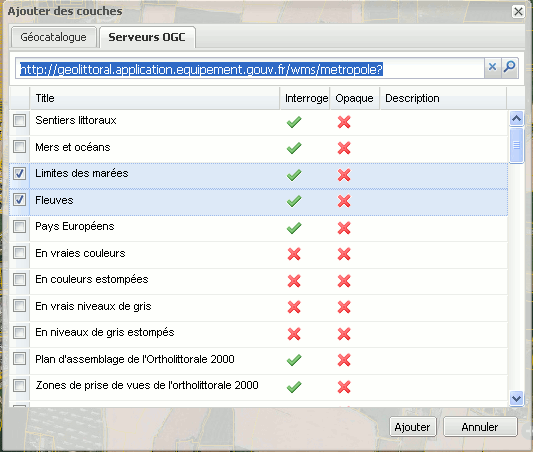 Ajouter des couches
Géocatalogue
Serveurs OGC
http://geolittoral.application.equipement.gouv.fr/wms/metropole?
Title Interroge Opaque Description
Sentiers littoraux
Mers et océans
Limites des marées
Fleuves
Pays Européens
En vraies couleurs
En couleurs estompées
En vrais niveaux de gris
En niveaux de gris estompés
Plan d'assemblage de l'Ortholittorale 2000
Zones de prise de vues de l'ortholittorale 2000
Ajouter Annuler